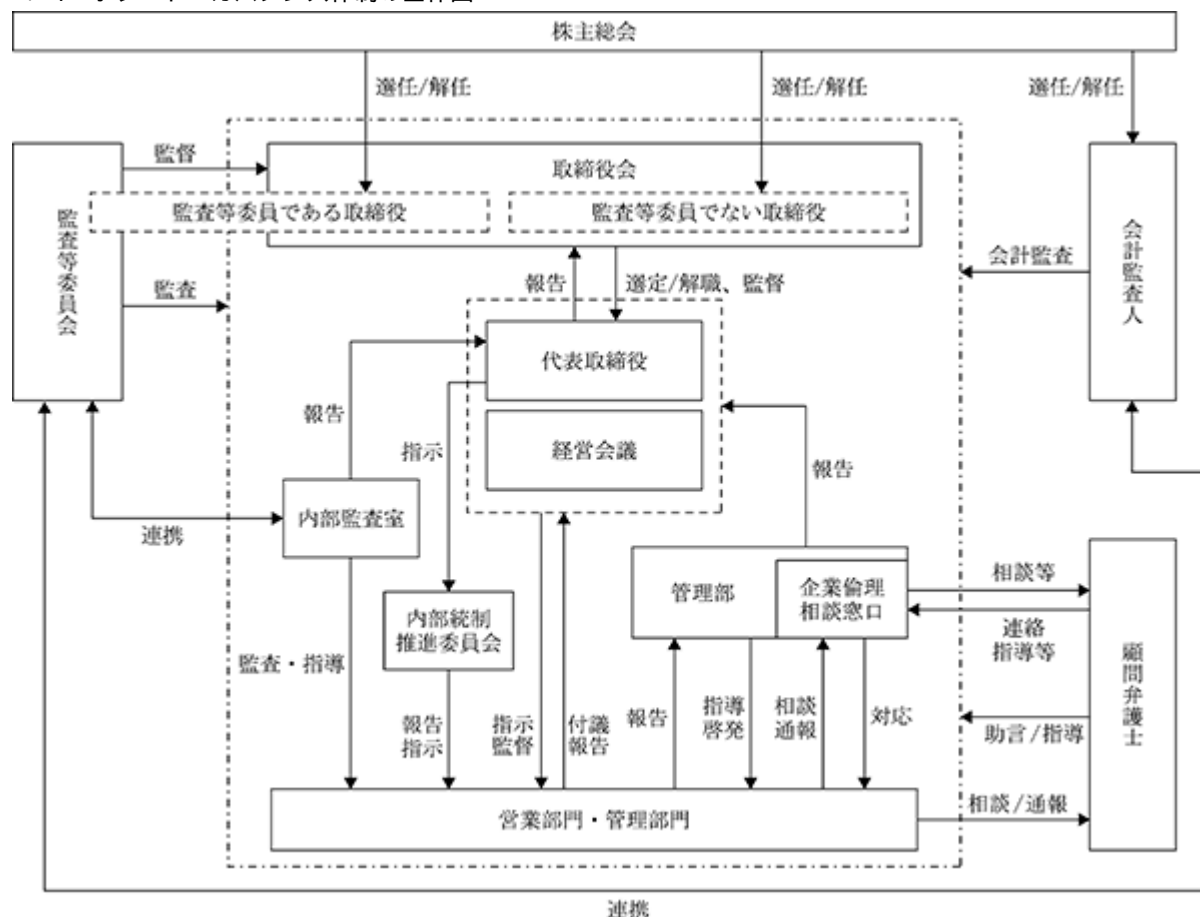 株主総会
選任/解任
選任/解任
選任/解任
監督
取締役会
監査等委員である取締役
監査等委員でない取締役
監査等委員会
監査
会計監査
会計監査人
報告
選定/解職、監督
代表取締役
報告
指示
経営会議
報告
内部監査室
連携
管理部
企業倫理
相談窓口
相談等
連絡
指導等
内部統制
推進委員会
監査・指導
報告
指示
指示
監督
付議
報告
報告
指導
啓発
相談
通報
対応
助言/指導
顧問弁護士
営業部門・管理部門
相談/通報
連携